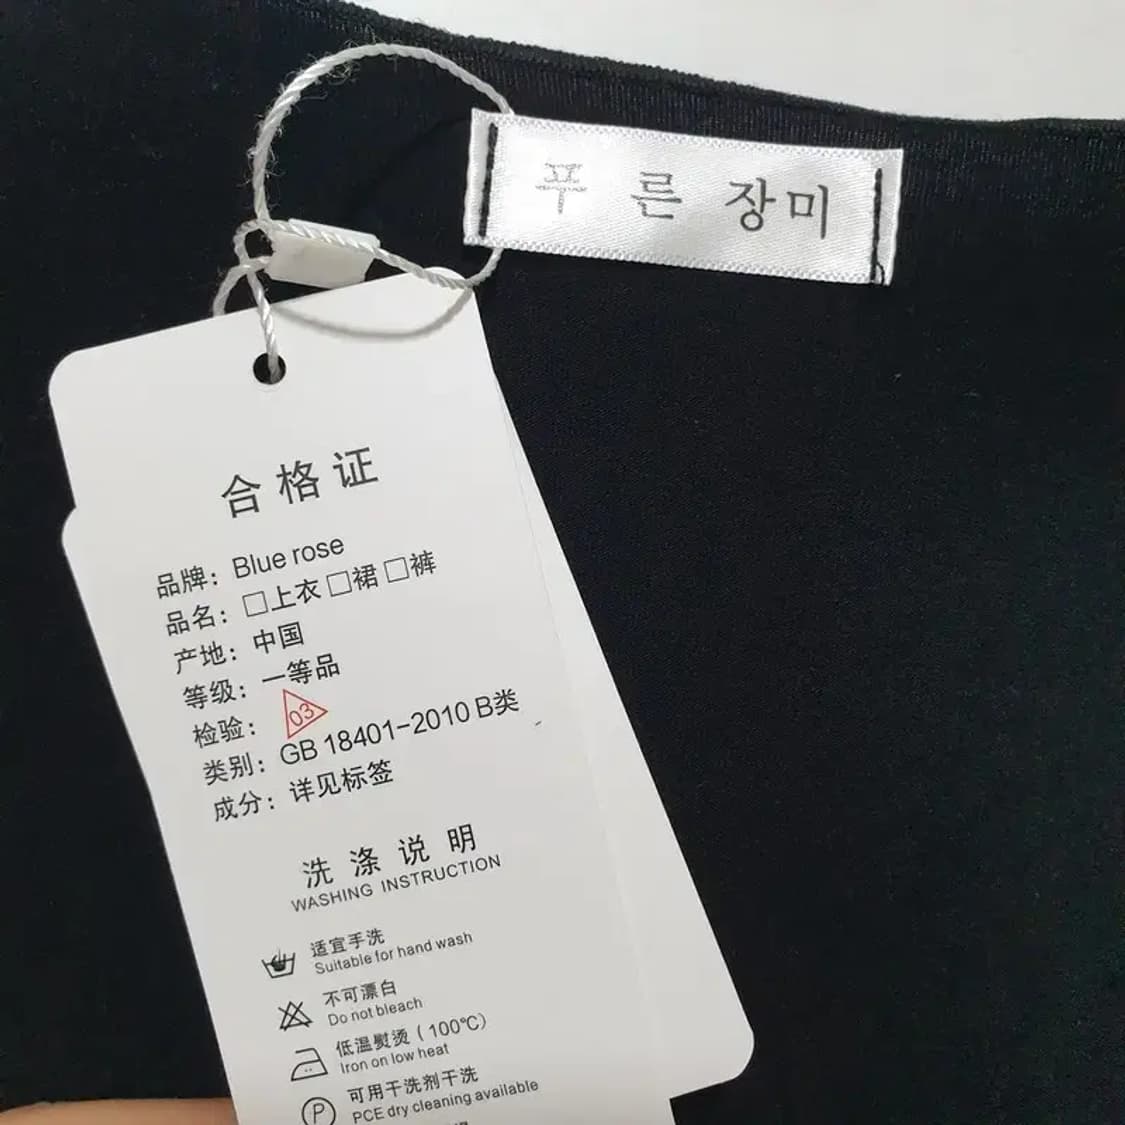 푸른장미
合格证
品牌：Blue rose
品名：□上衣 □裙 □裤
产地：中国
等级：一等品
检验：03
类别：GB 18401-2010 B类
成分：详见标签
洗涤说明
WASHING INSTRUCTION
适宜手洗
Suitable for hand wash
不可漂白
Do not bleach
低温熨烫（100℃）
Iron on low heat
可用干洗剂干洗
P
PCE dry cleaning available